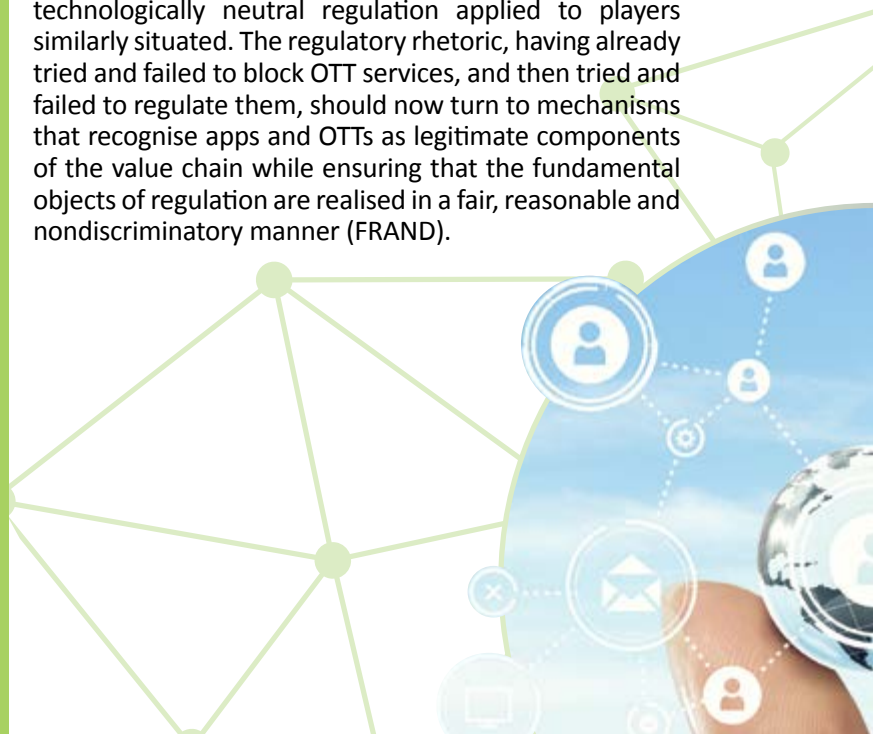 technologically neutral regulation applied to players
similarly situated. The regulatory rhetoric, having already
tried and failed to block OTT services, and then tried and
failed to regulate them, should now turn to mechanisms
that recognise apps and OTTs as legitimate components
of the value chain while ensuring that the fundamental
objects of regulation are realised in a fair, reasonable and
nondiscriminatory manner (FRAND).